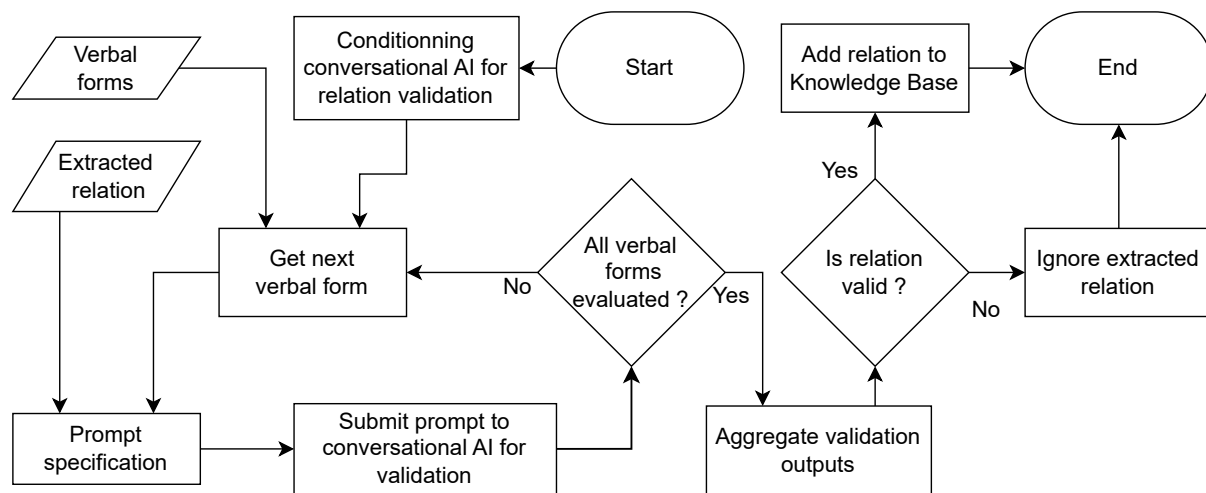 Verbal
forms
Conditionning
conversational AI for
relation validation
Start
Add relation to
Knowledge Base
End
Extracted
relation
Yes
Get next
verbal form
No
All verbal
forms
evaluated ?
Yes
Is relation
valid ?
No
Ignore extracted
relation
Prompt
specification
Submit prompt to
conversational AI for
validation
Aggregate validation
outputs